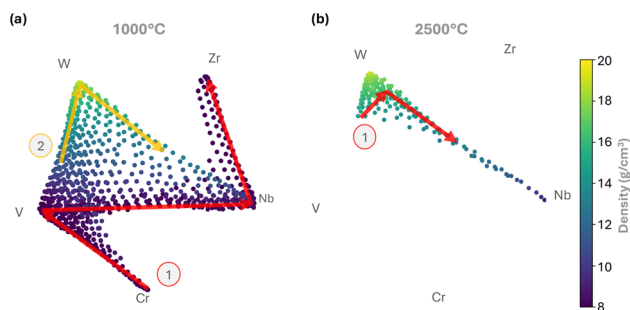 (a)
1000°C
W
Zr
2
V
Nb
1
Cr
(b)
2500°C
W
Zr
1
V
Nb
Cr
20
18
16
14
12
10
8
Density (g/cm³)